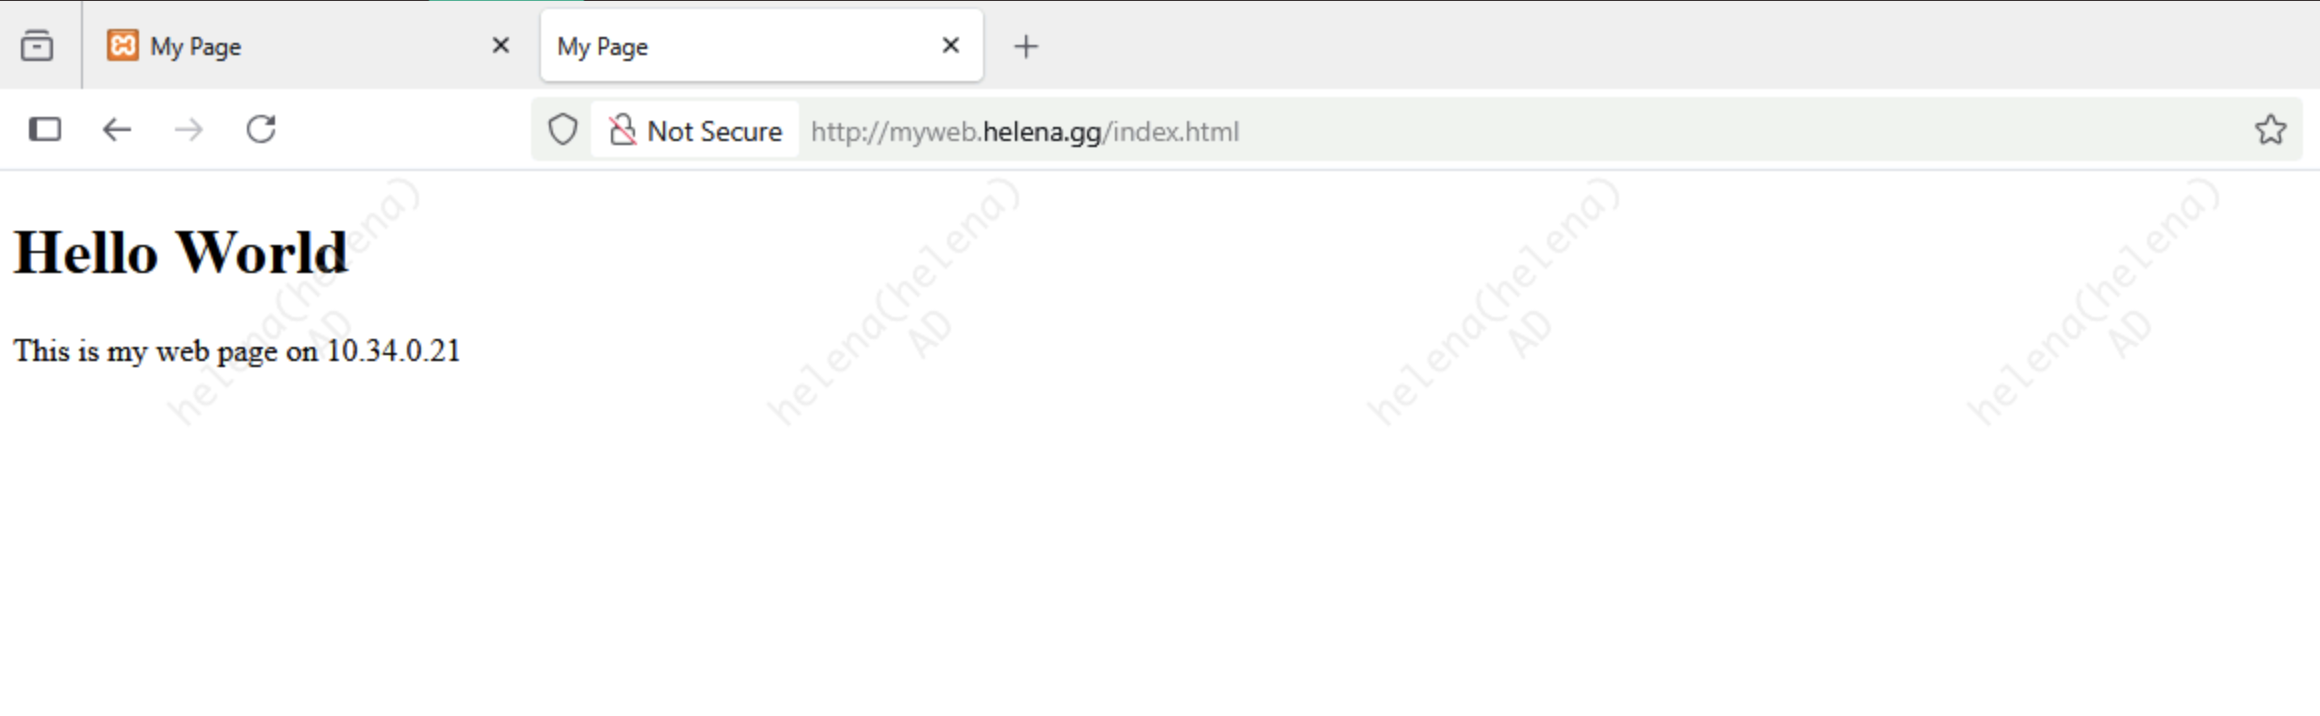 My Page
My Page
Not Secure http://myweb.helena.gg/index.html
Hello World
This is my web page on 10.34.0.21
helena(helena)
AD
helena(helena)
AD
helena(helena)
AD
helena(helena)
AD